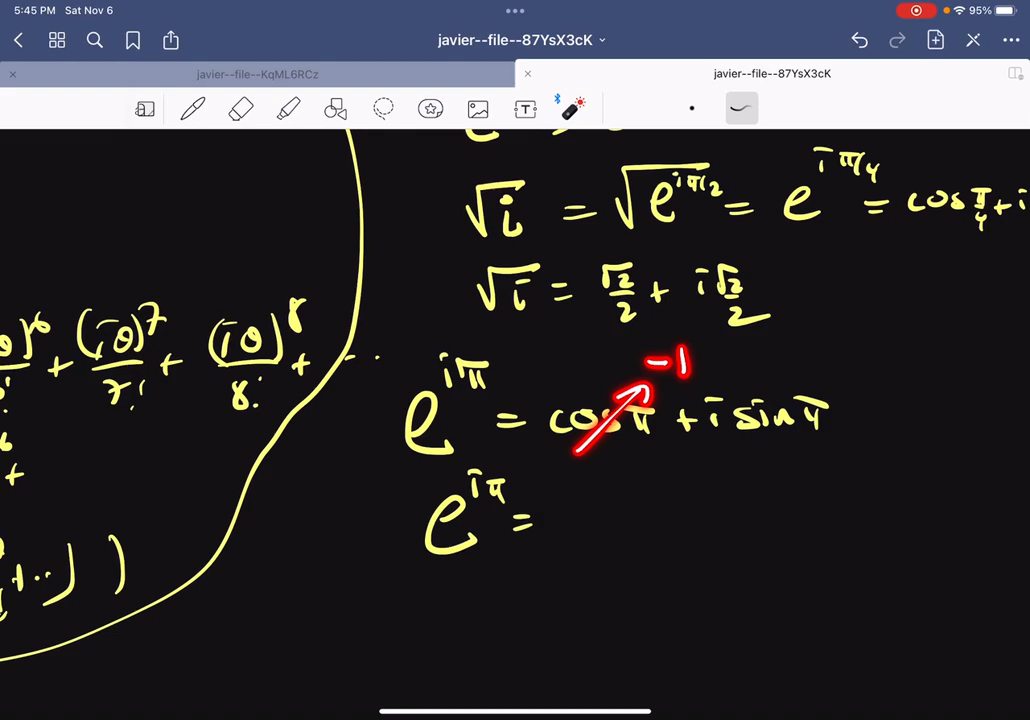 5:45 PM Sat Nov 6
95%
javier--file--87YsX3cK
javier--file--KqML6RCz
javier--file--87YsX3cK
T
√i = √e^iπ/2 = e^iπ/4 = cos π/4 + i
√i = √2/2 + i √2/2
+ (iθ)^7/7! + (iθ)^8/8! + ...
-1
e^iπ = cos π + i sin π
e^iπ =